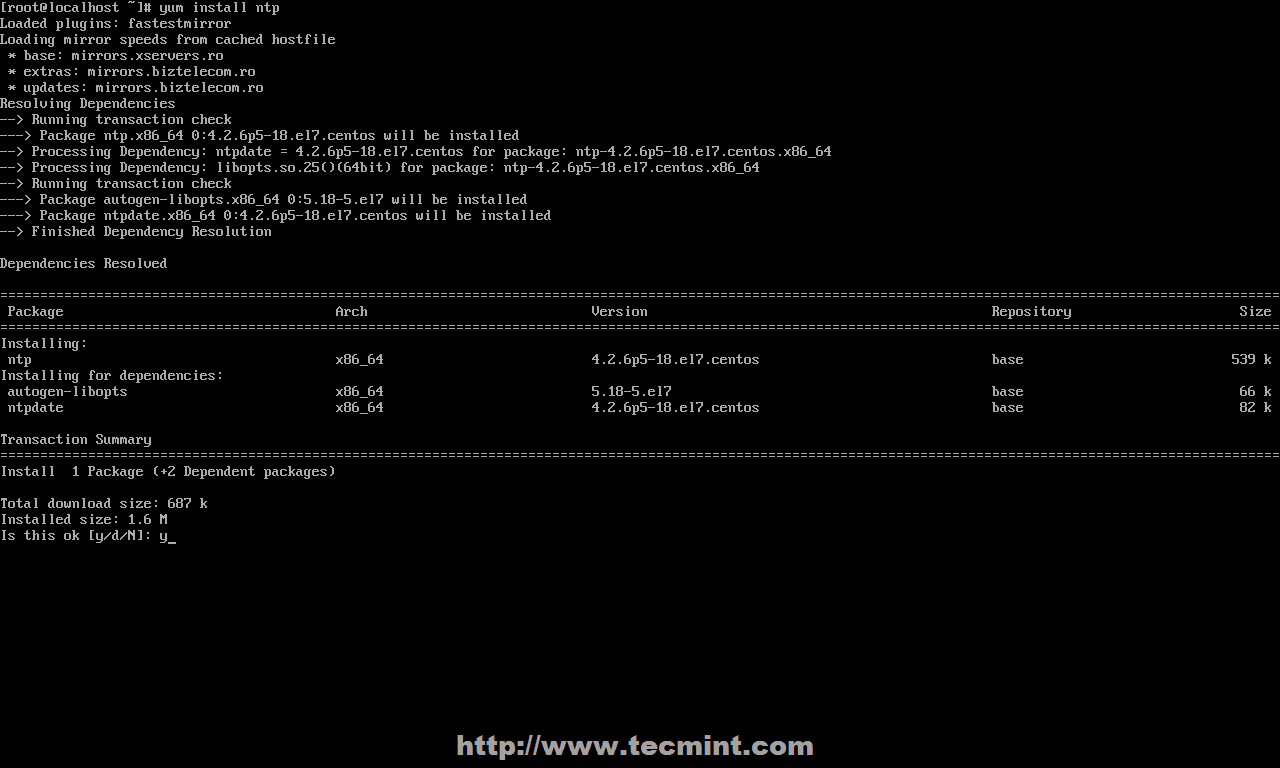 [root@localhost ~]# yum install ntp
Loaded plugins: fastestmirror
Loading mirror speeds from cached hostfile
 * base: mirrors.xservers.ro
 * extras: mirrors.biztelecom.ro
 * updates: mirrors.biztelecom.ro
Resolving Dependencies
--> Running transaction check
---> Package ntp.x86_64 0:4.2.6p5-18.el7.centos will be installed
--> Processing Dependency: ntpdate = 4.2.6p5-18.el7.centos for package: ntp-4.2.6p5-18.el7.centos.x86_64
--> Processing Dependency: libopts.so.25()(64bit) for package: ntp-4.2.6p5-18.el7.centos.x86_64
--> Running transaction check
---> Package autogen-libopts.x86_64 0:5.18-5.el7 will be installed
---> Package ntpdate.x86_64 0:4.2.6p5-18.el7.centos will be installed
--> Finished Dependency Resolution
Dependencies Resolved
================================================================================
 Package Arch Version Repository Size
================================================================================
Installing:
 ntp x86_64 4.2.6p5-18.el7.centos base 539 k
Installing for dependencies:
 autogen-libopts x86_64 5.18-5.el7 base 66 k
 ntpdate x86_64 4.2.6p5-18.el7.centos base 82 k
Transaction Summary
================================================================================
Install  1 Package (+2 Dependent packages)
Total download size: 687 k
Installed size: 1.6 M
Is this ok [y/d/N]: y_
http://www.tecmint.com